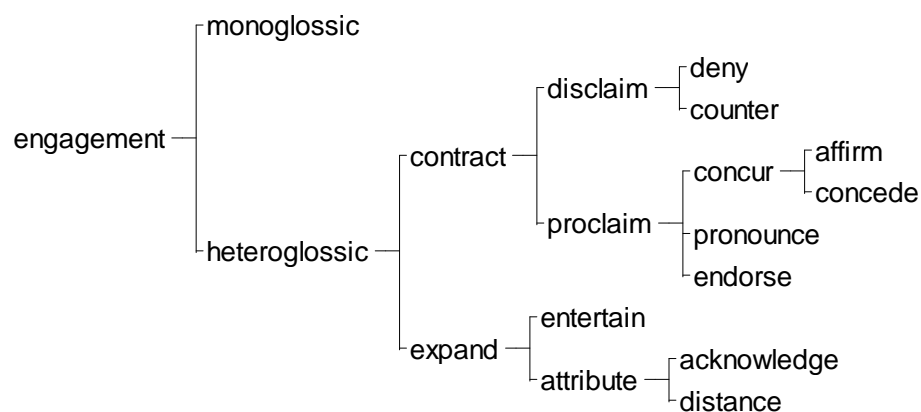 monoglossic
deny
disclaim
counter
engagement
affirm
contract
concur
concede
proclaim
pronounce
heteroglossic
endorse
entertain
expand
acknowledge
attribute
distance